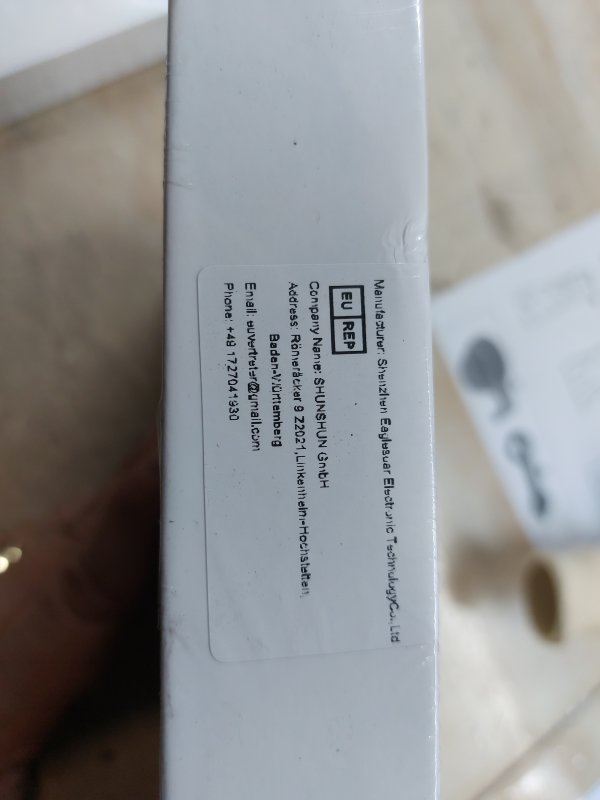 Manufacturer: Shenzhen Eaglesuar Electronic TechnologyCo., Ltd
EU REP
Company Name: SHUNSHUN GmbH
Address: Römeräcker 9 Z2021,Linkenheim-Hochstetten,
Baden-Württemberg
Email: euvertreter@gmail.com
Phone: +49 1727041930